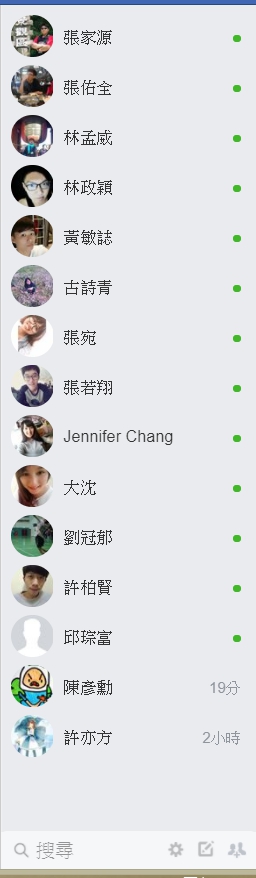 張家源
張佑全
林孟威
林政穎
黃敏誌
古詩青
張宛
張若翔
Jennifer Chang
大沈
劉冠郁
許柏賢
邱琮富
陳彥勳 19分
許亦方 2小時
搜尋